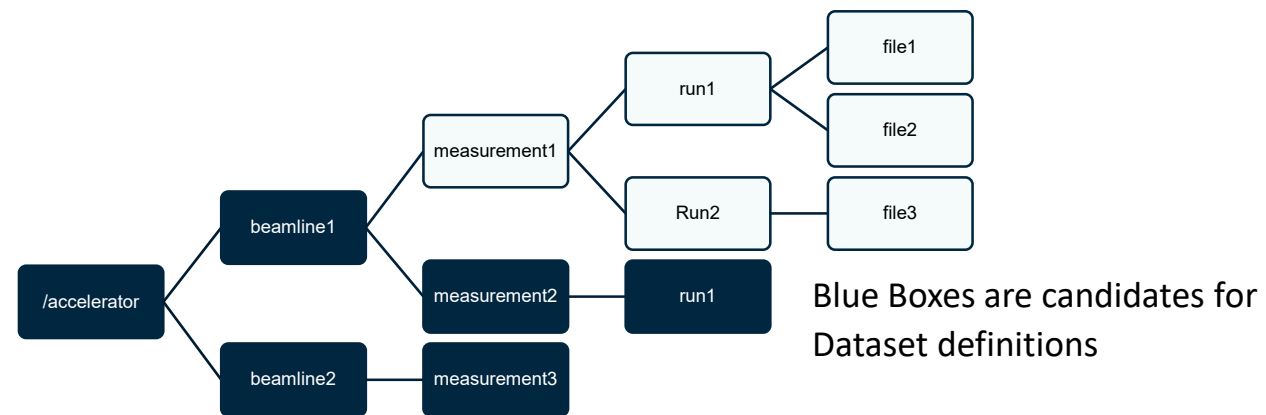 file1
run1
file2
measurement1
Run2
file3
beamline1
measurement2
run1
/accelerator
Blue Boxes are candidates for
Dataset definitions
beamline2
measurement3